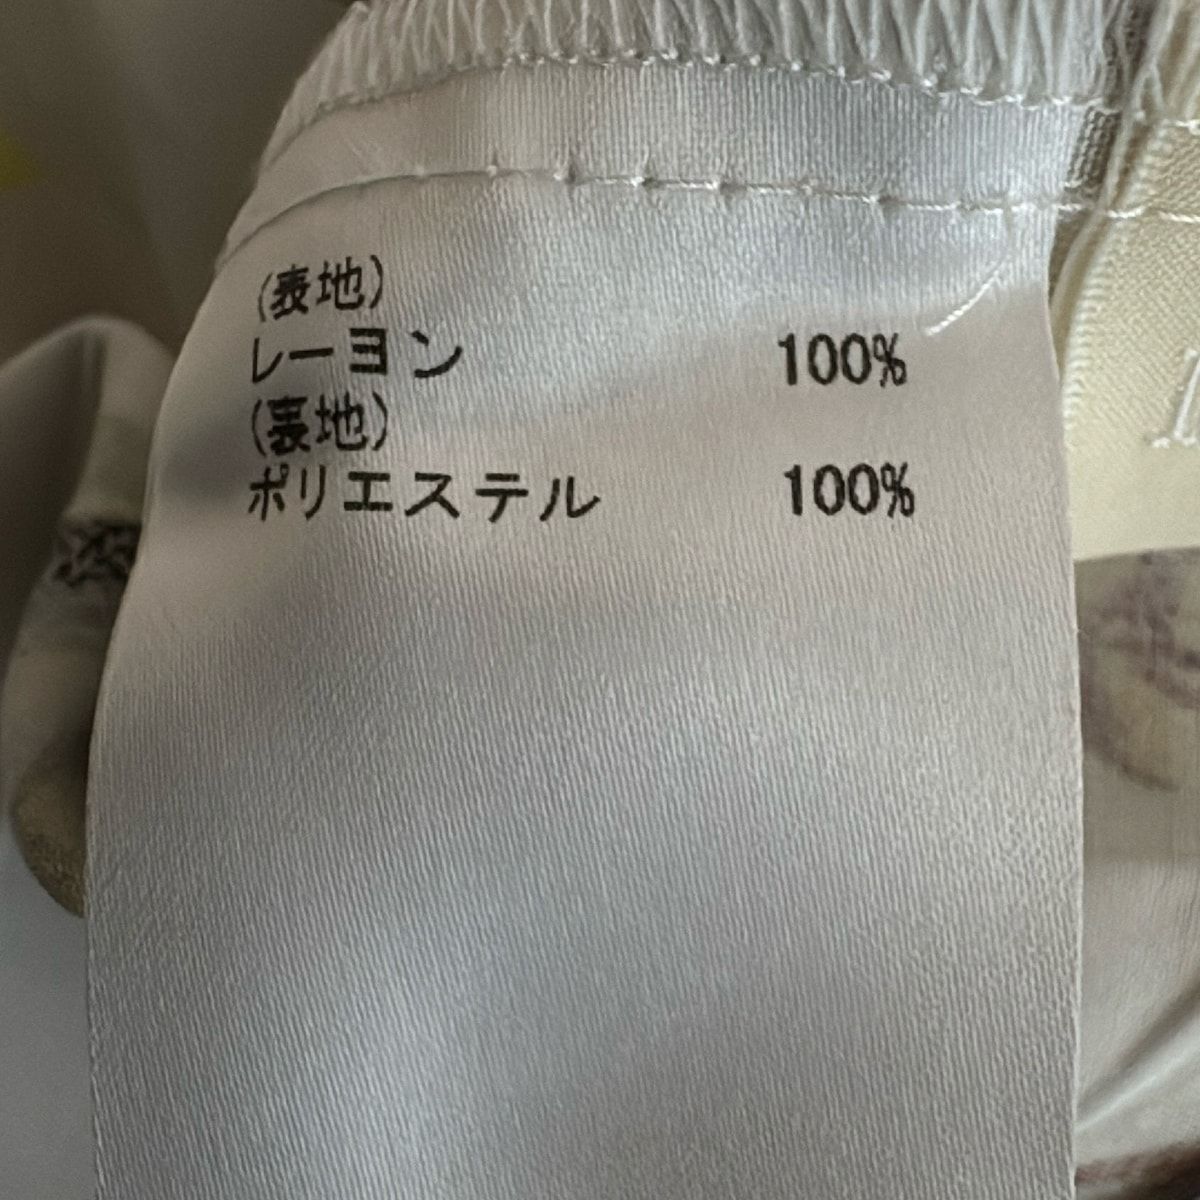 (表地)
レーヨン 100%
(裏地)
ポリエステル 100%